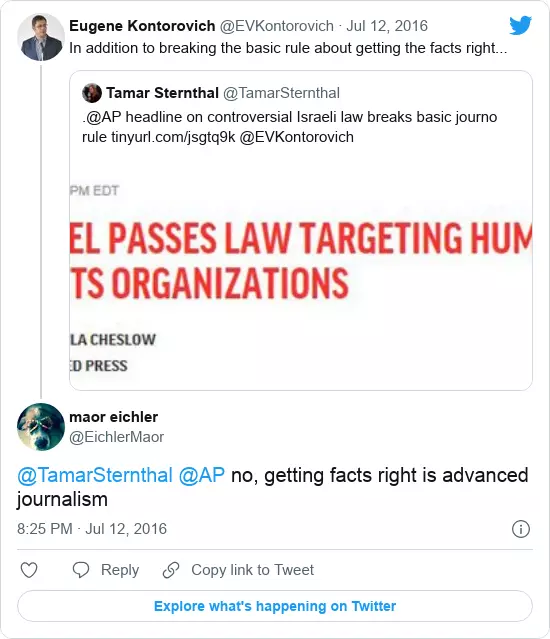 Eugene Kontorovich @EVKontorovich · Jul 12, 2016
In addition to breaking the basic rule about getting the facts right...
Tamar Sternthal @TamarSternthal
.@AP headline on controversial Israeli law breaks basic journo
rule tinyurl.com/jsgtq9k @EVKontorovich
PM EDT
EL PASSES LAW TARGETING HUM
TS ORGANIZATIONS
LA CHESLOW
ED PRESS
maor eichler
@EichlerMaor
@TamarSternthal @AP no, getting facts right is advanced
journalism
8:25 PM · Jul 12, 2016
Reply
Copy link to Tweet
Explore what's happening on Twitter